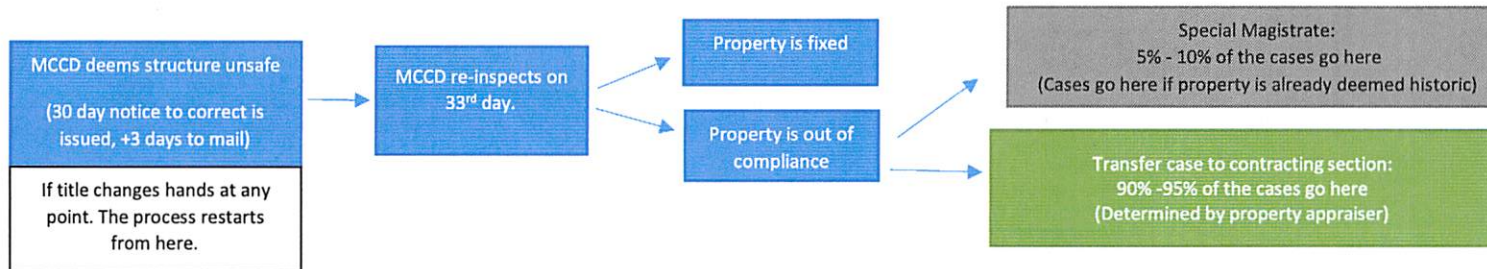 MCCD deems structure unsafe
(30 day notice to correct is
issued, +3 days to mail)
If title changes hands at any
point. The process restarts
from here.
MCCD re-inspects on
33rd day.
Property is fixed
Property is out of
compliance
Special Magistrate:
5% - 10% of the cases go here
(Cases go here if property is already deemed historic)
Transfer case to contracting section:
90% -95% of the cases go here
(Determined by property appraiser)